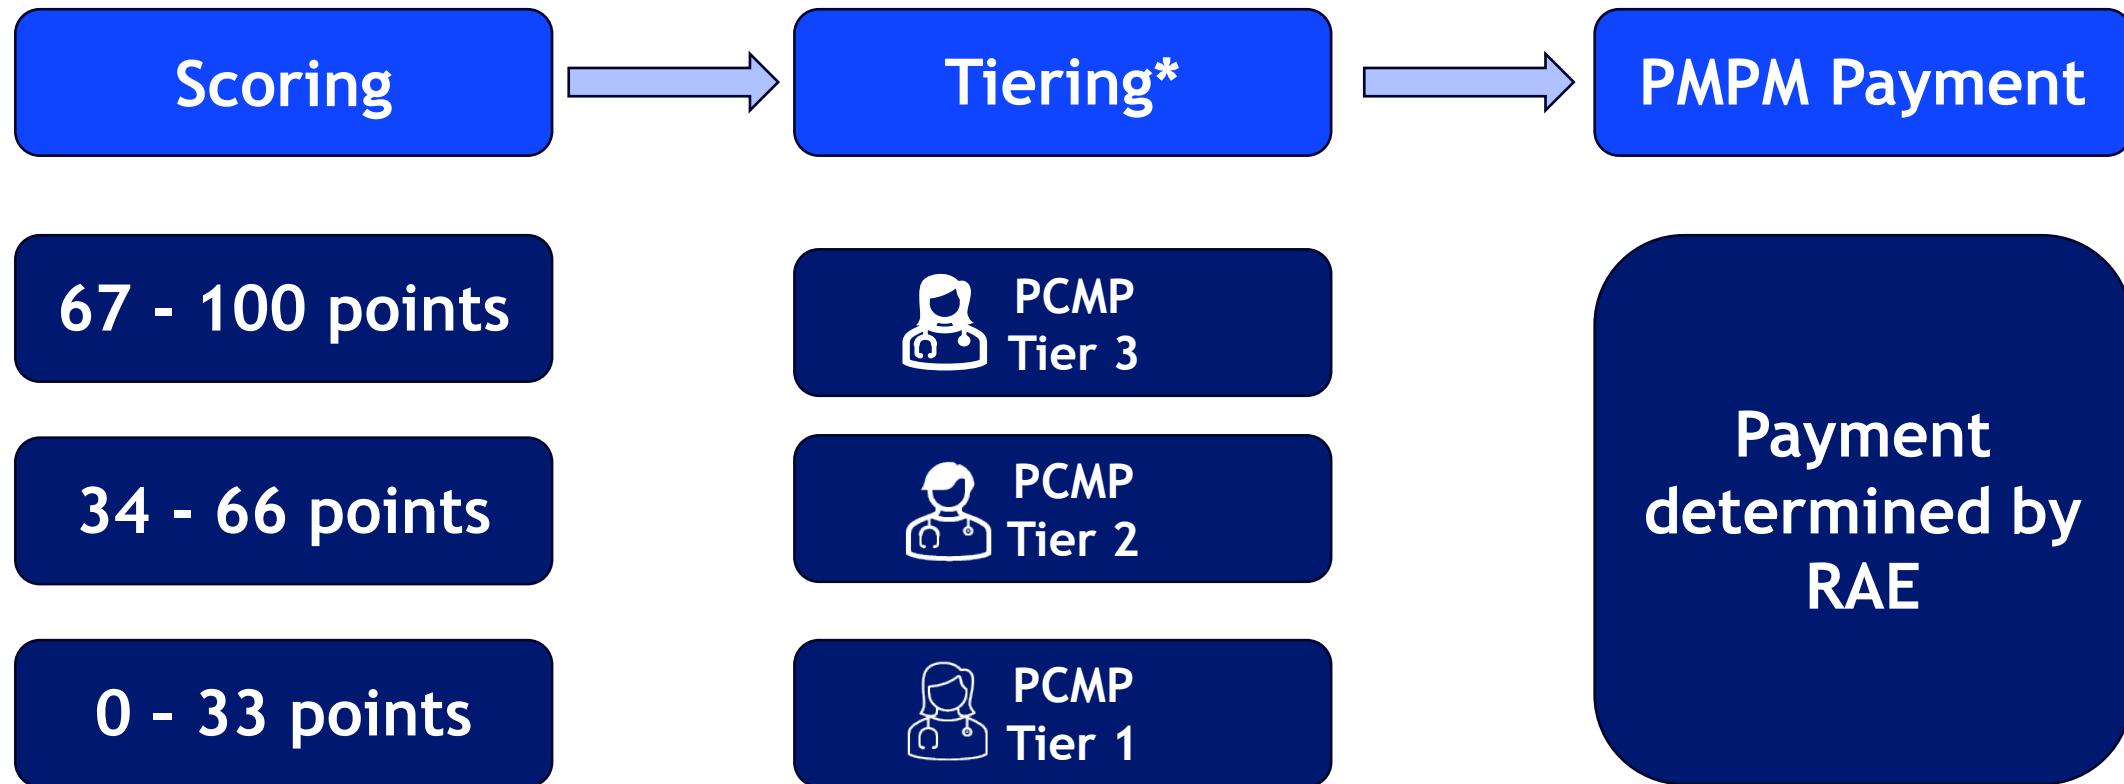 Scoring
Tiering*
PMPM Payment
67 - 100 points
PCMP
Tier 3
34 - 66 points
PCMP
Tier 2
0 – 33 points
PCMP
Tier 1
Payment
determined by
RAE